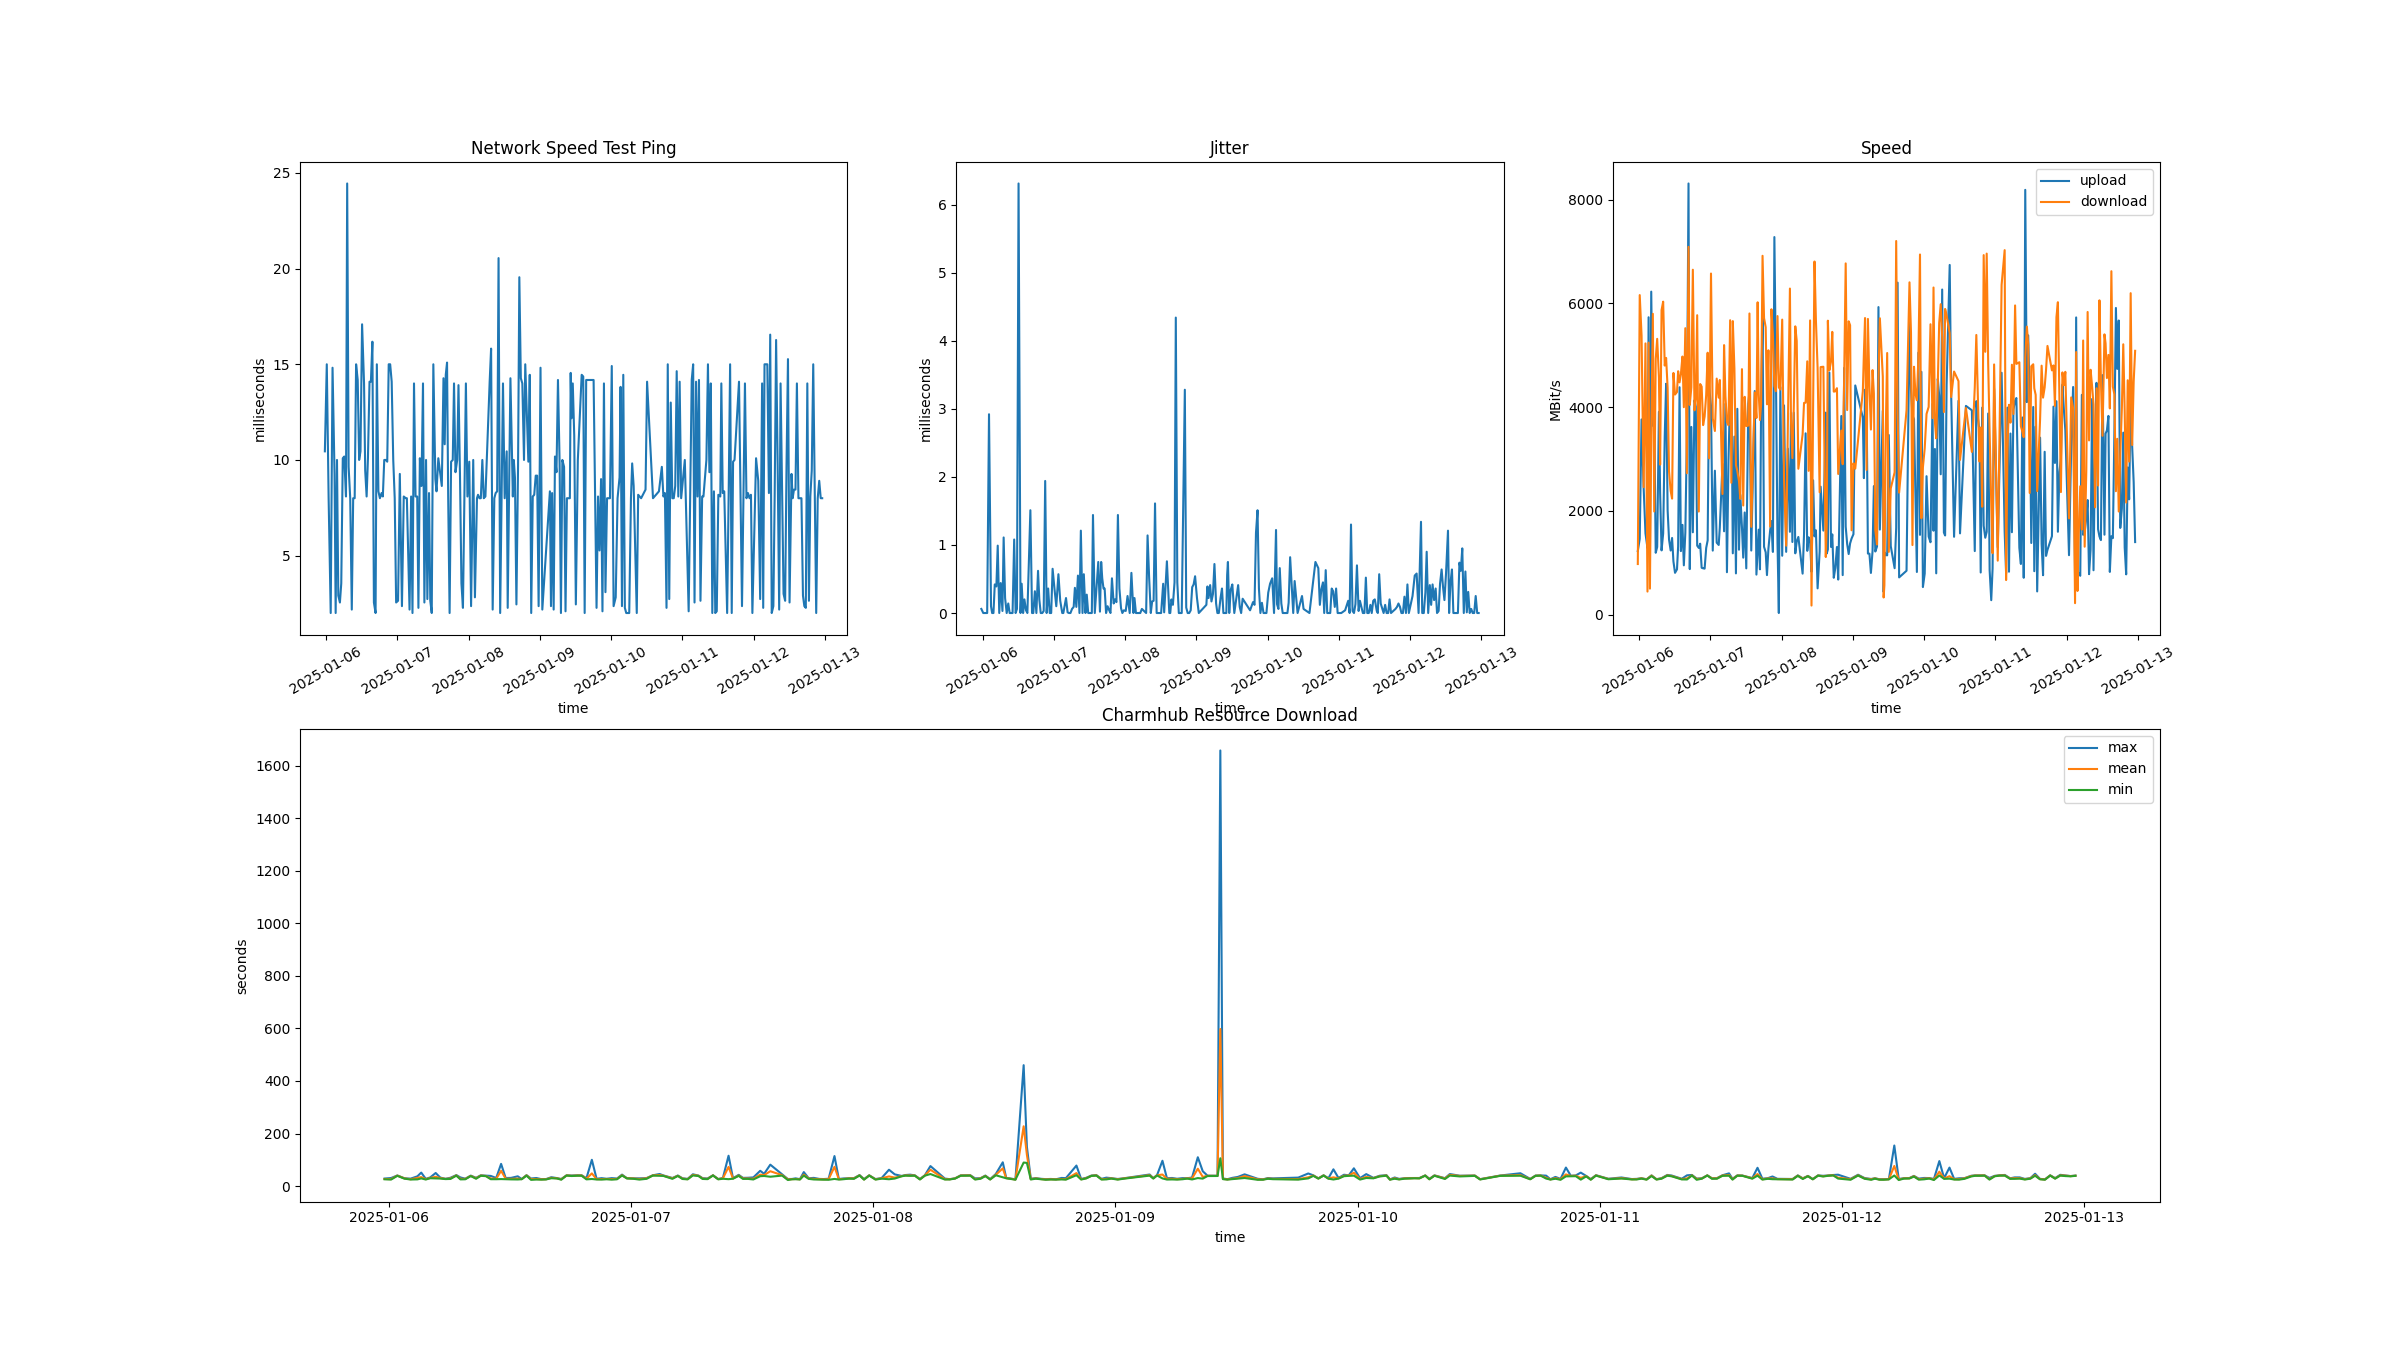 Network Speed Test Ping
25
20
15
10
5
milliseconds
2025-01-06 2025-01-07 2025-01-08 2025-01-09 2025-01-10 2025-01-11 2025-01-12 2025-01-13
time
Jitter
6
5
4
3
2
1
0
milliseconds
2025-01-06 2025-01-07 2025-01-08 2025-01-09 2025-01-10 2025-01-11 2025-01-12 2025-01-13
time
Speed
upload
download
8000
6000
4000
2000
0
MBit/s
2025-01-06 2025-01-07 2025-01-08 2025-01-09 2025-01-10 2025-01-11 2025-01-12 2025-01-13
time
Charmhub Resource Download
max
mean
min
1600
1400
1200
1000
800
600
400
200
0
seconds
2025-01-06 2025-01-07 2025-01-08 2025-01-09 2025-01-10 2025-01-11 2025-01-12 2025-01-13
time